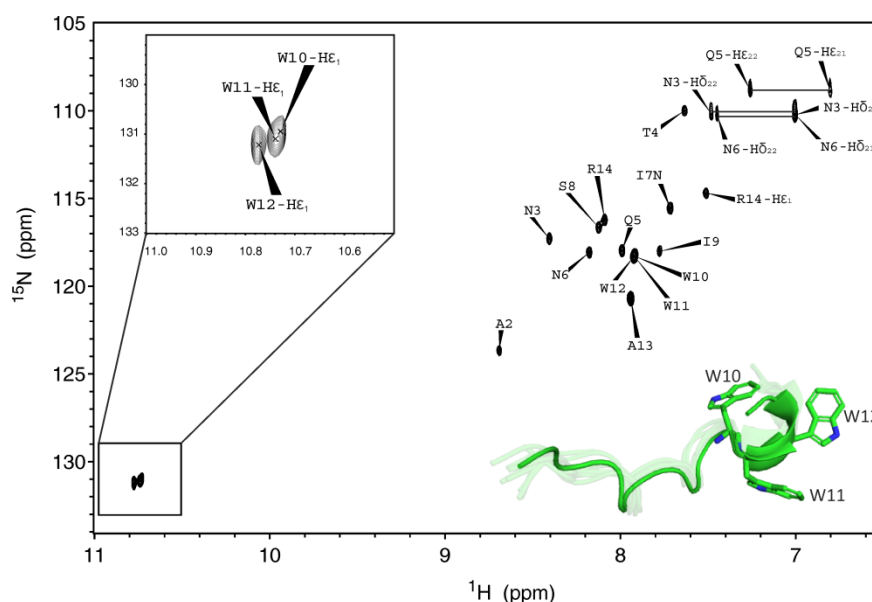 105
110
115
120
125
130
15N (ppm)
11
10
9
8
7
1H (ppm)
130
131
132
133
11.0
10.9
10.8
10.7
10.6
W10-Hε1
W11-Hε1
W12-Hε1
Q5-Hε22
Q5-Hε21
N3-Hδ22
N3-Hδ2
T4
N6-Hδ22
N6-Hδ21
R14
I7N
S8
R14-Hε1
N3
Q5
I9
N6
W12
W10
W11
A2
A13
W10
W12
W11